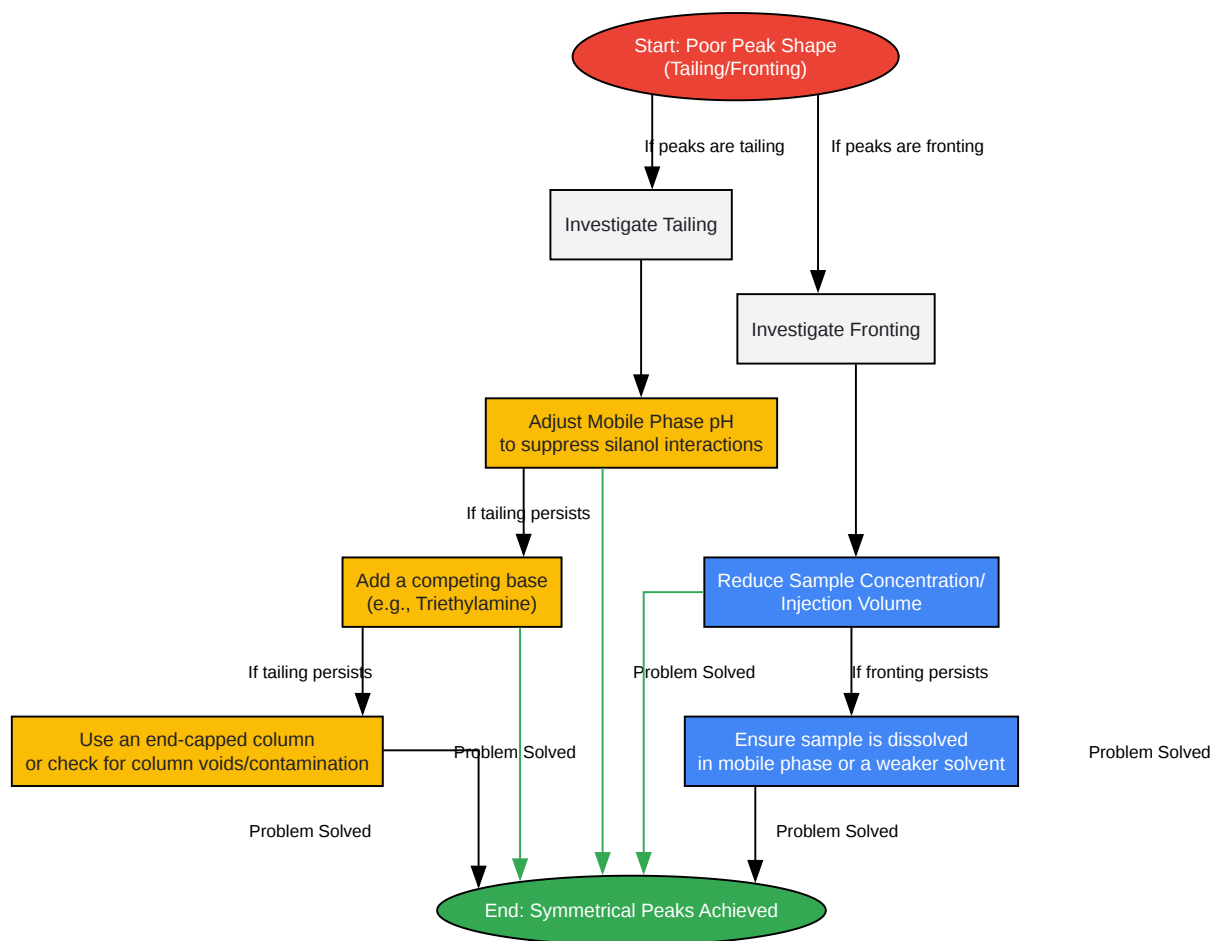 Start: Poor Peak Shape
(Tailing/Fronting)
If peaks are tailing
If peaks are fronting
Investigate Tailing
Investigate Fronting
Adjust Mobile Phase pH
to suppress silanol interactions
If tailing persists
Add a competing base
(e.g., Triethylamine)
Reduce Sample Concentration/
Injection Volume
If tailing persists
Problem Solved
If fronting persists
Use an end-capped column
or check for column voids/contamination
Problem Solved
Ensure sample is dissolved
in mobile phase or a weaker solvent
Problem Solved
Problem Solved
Problem Solved
End: Symmetrical Peaks Achieved